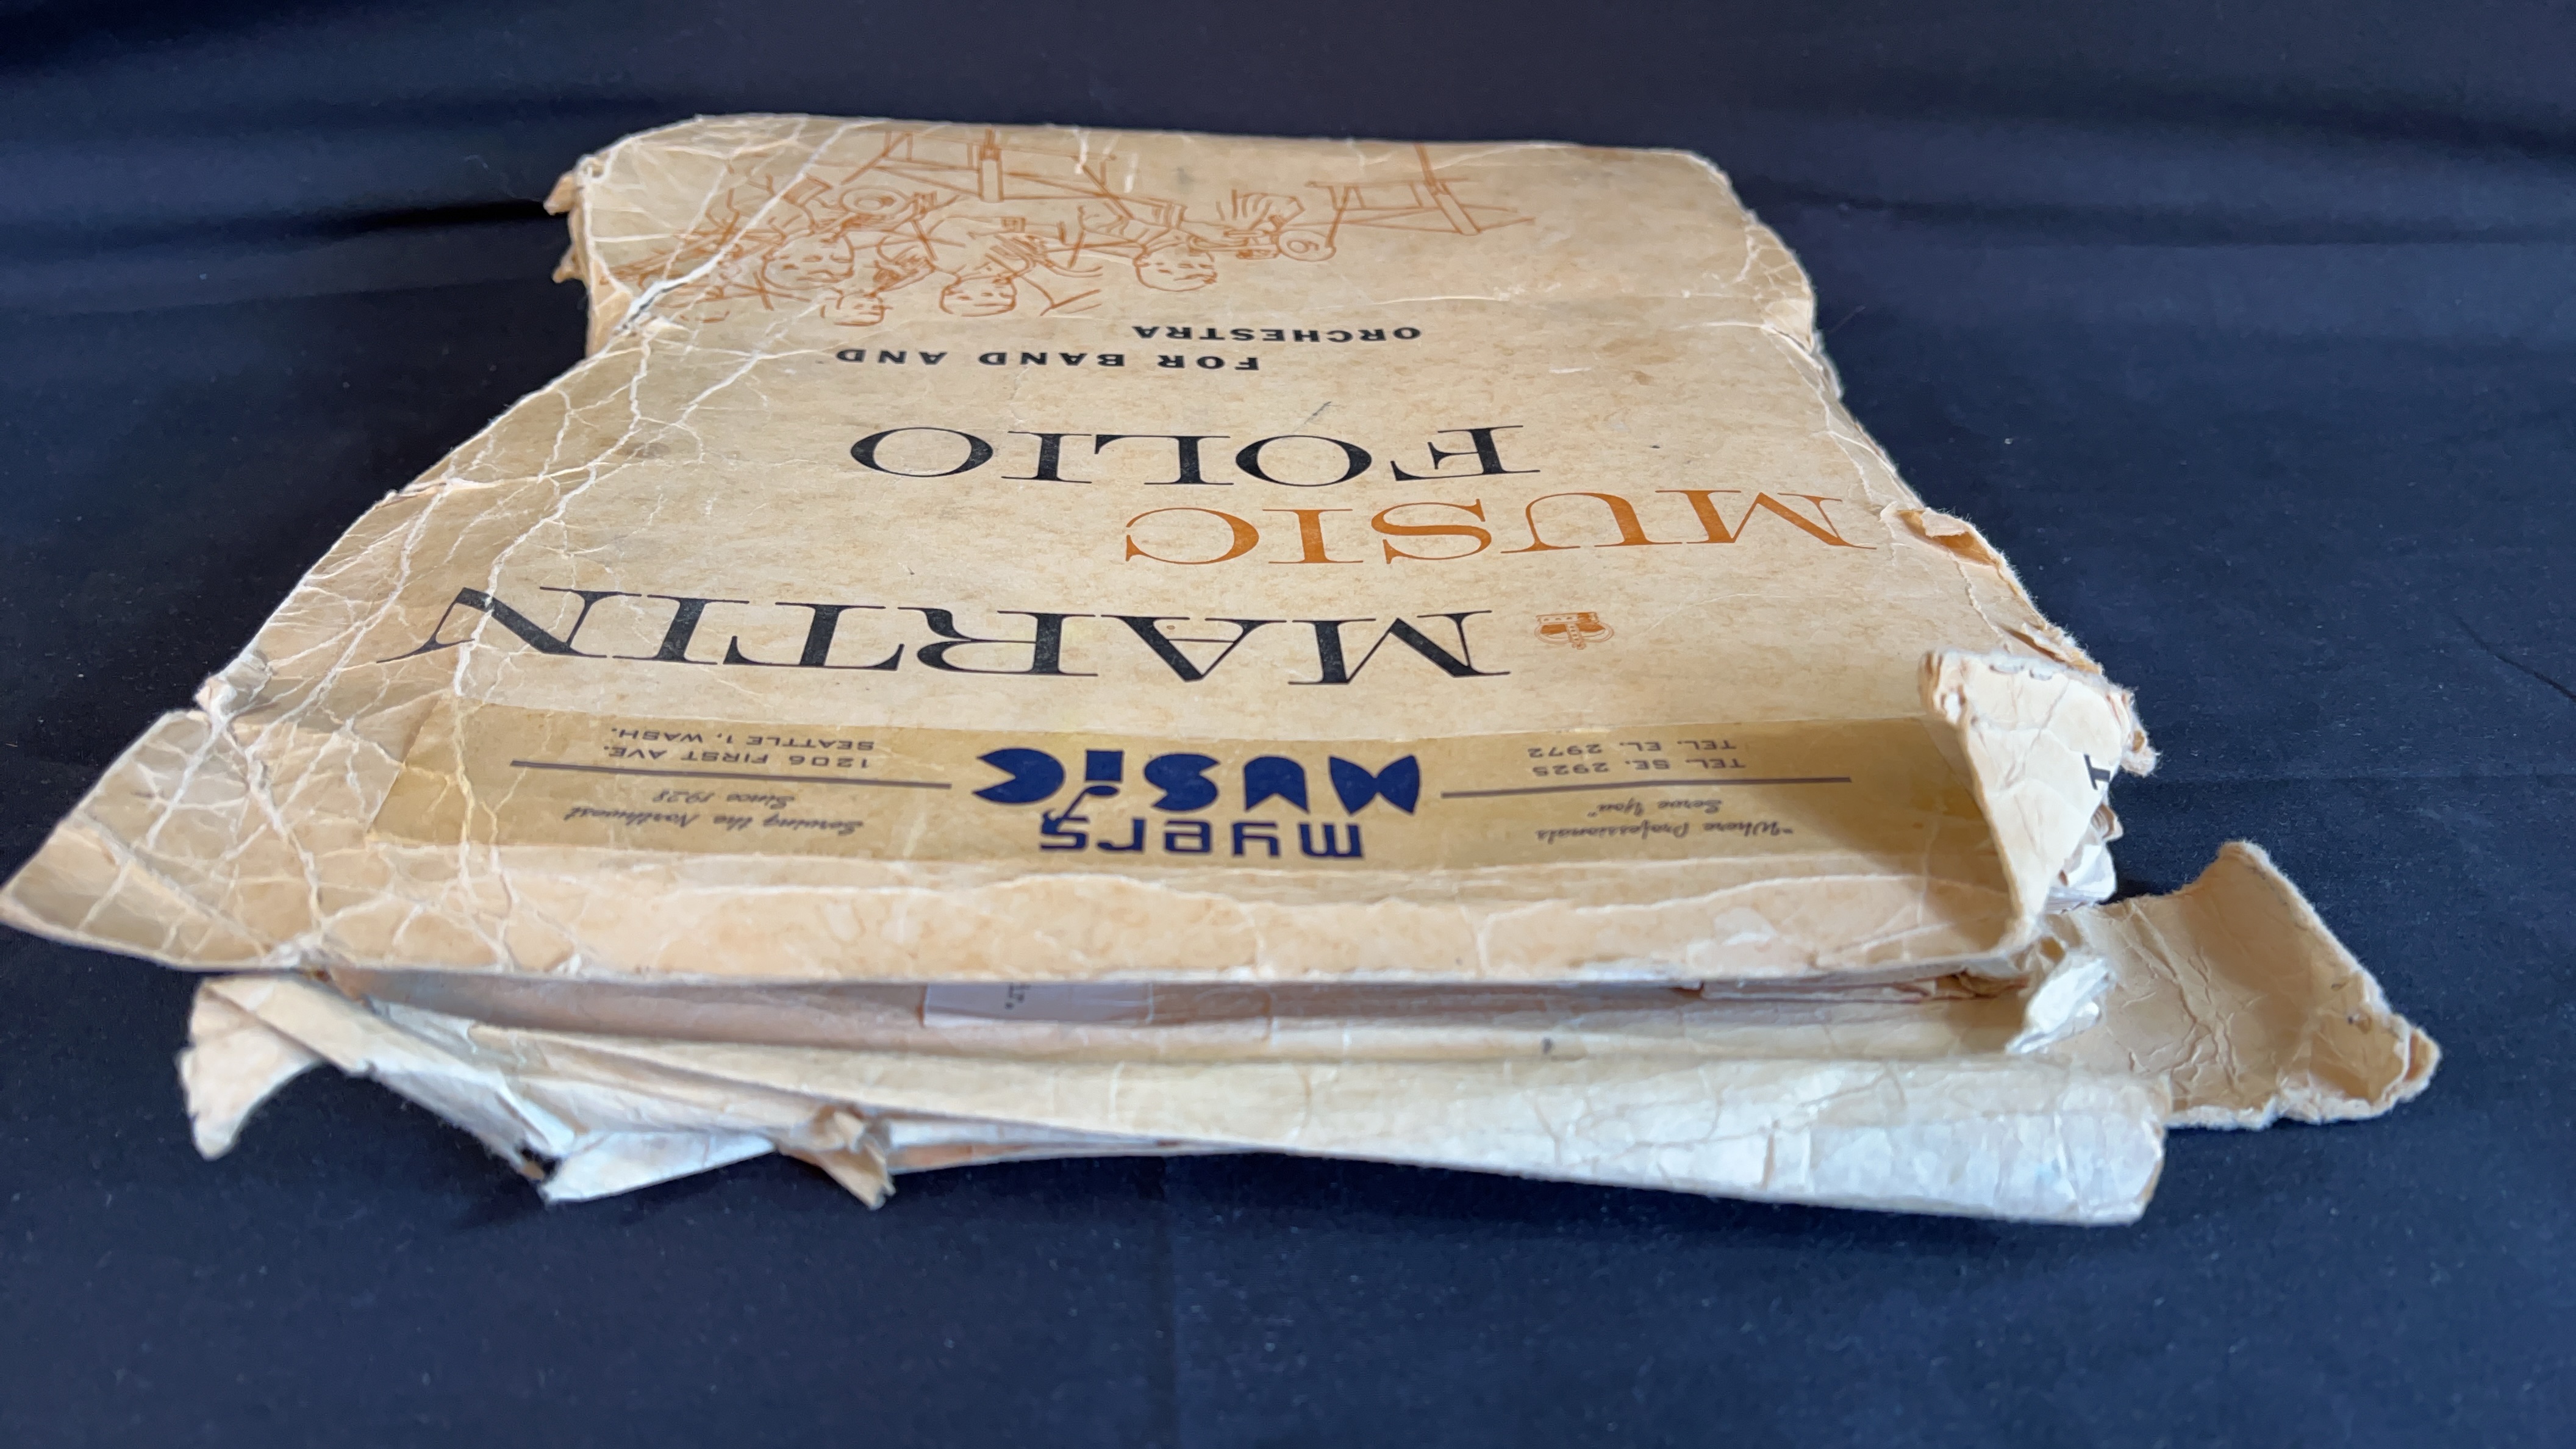 myers
MUSIC
"Where Professionals
Serve You"
TEL. SE. 2925
TEL. EL. 2972
Serving the Northwest
Since 1928
1206 FIRST AVE.
SEATTLE 1, WASH.
MARTIN
MUSIC
FOLIO
FOR BAND AND
ORCHESTRA
T